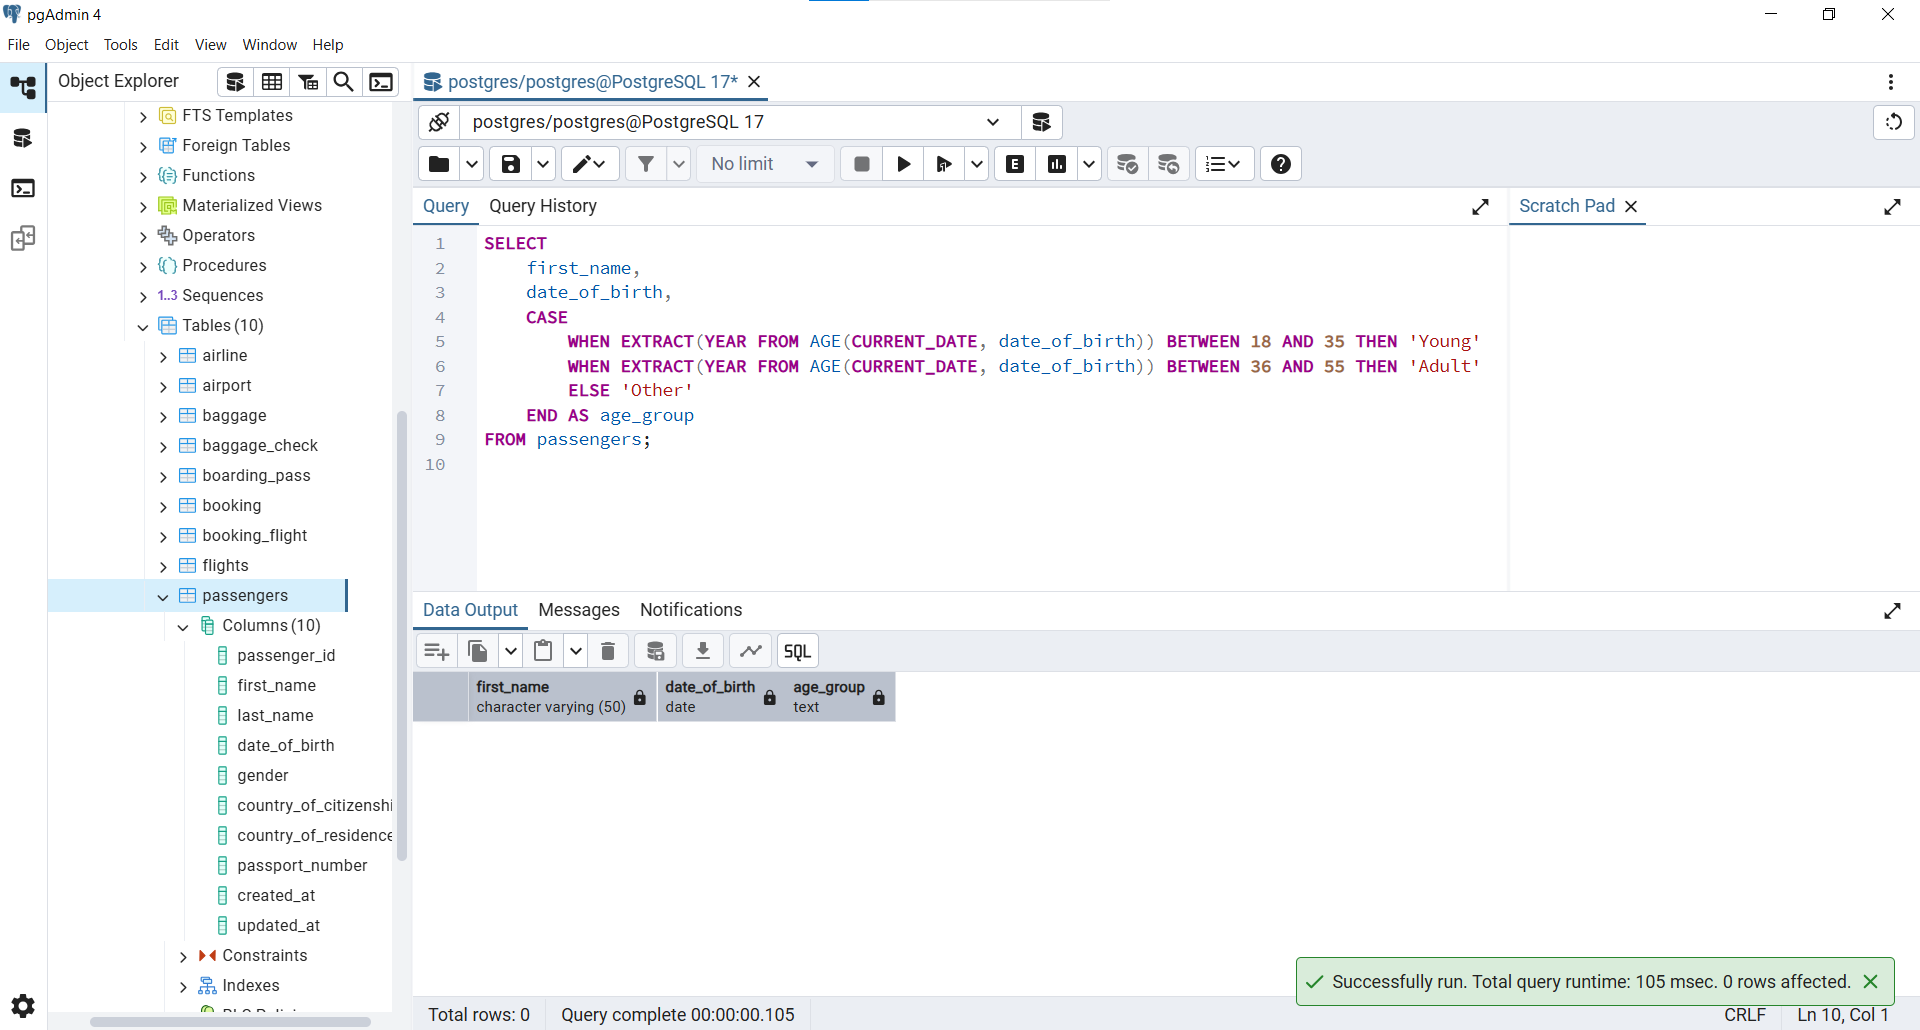 pgAdmin 4
File Object Tools Edit View Window Help
Object Explorer
FTS Templates
Foreign Tables
Functions
Materialized Views
Operators
Procedures
1..3 Sequences
Tables (10)
airline
airport
baggage
baggage_check
boarding_pass
booking
booking_flight
flights
passengers
Columns (10)
passenger_id
first_name
last_name
date_of_birth
gender
country_of_citizenshi
country_of_residence
passport_number
created_at
updated_at
Constraints
Indexes
postgres/postgres@PostgreSQL 17*
postgres/postgres@PostgreSQL 17
No limit
E
Query Query History
Scratch Pad
1 SELECT
2 first_name,
3 date_of_birth,
4 CASE
5 WHEN EXTRACT(YEAR FROM AGE(CURRENT_DATE, date_of_birth)) BETWEEN 18 AND 35 THEN 'Young'
6 WHEN EXTRACT(YEAR FROM AGE(CURRENT_DATE, date_of_birth)) BETWEEN 36 AND 55 THEN 'Adult'
7 ELSE 'Other'
8 END AS age_group
9 FROM passengers;
10
Data Output Messages Notifications
SQL
first_name
character varying (50)
date_of_birth
date
age_group
text
Successfully run. Total query runtime: 105 msec. 0 rows affected.
Total rows: 0
Query complete 00:00:00.105
CRLF
Ln 10, Col 1